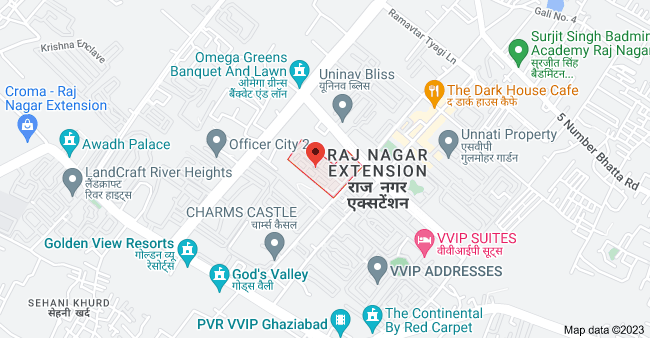 Gali No. 4
Ramavtar Tyagi Ln
Krishna Enclave
Surjit Singh Badmin
Academy Raj Nagar
सुरजीत सिंह
बैडमिंटन...
Omega Greens
Banquet And Lawn
ओमेगा ग्रीन्स
बैंक्वेट एंड लॉन
Uninav Bliss
यूनिनव ब्लिस
Croma - Raj
Nagar Extension
The Dark House Cafe
द डार्क हाउस कैफे
5 Number Bhatta Rd
Awadh Palace
Officer City 2
Unnati Property
एसवीपी
गुलमोहर गार्डन
RAJ NAGAR
EXTENSION
राज नगर
एक्सटेंशन
LandCraft River Heights
लैंडक्राफ्ट
रिवर हाइट्स
CHARMS CASTLE
चार्म्स कैसल
Golden View Resorts
गोल्डन व्यू
रेसोर्ट्स
VVIP SUITES
वीवीआईपी सूट्स
God's Valley
गोड्स वैली
VVIP ADDRESSES
SEHANI KHURD
सेहनी खर्द
PVR VVIP Ghaziabad
The Continental
By Red Carpet
Map data ©2023